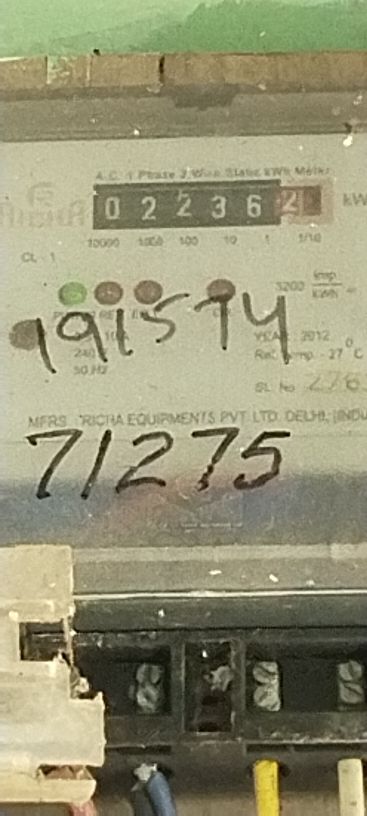 A.C. 1 Phase 2 Wire Static kWh Meter
0 2 2 3 6 2
10000 1000 100 10 1 1/10
CL - 1
3200 imp/kWh
191574
YEAR 2012
Ref. Temp. - 27 °C
50 Hz
SL No 276
MFRS. RICHA EQUIPMENTS PVT. LTD. DELHI, (INDI
71275